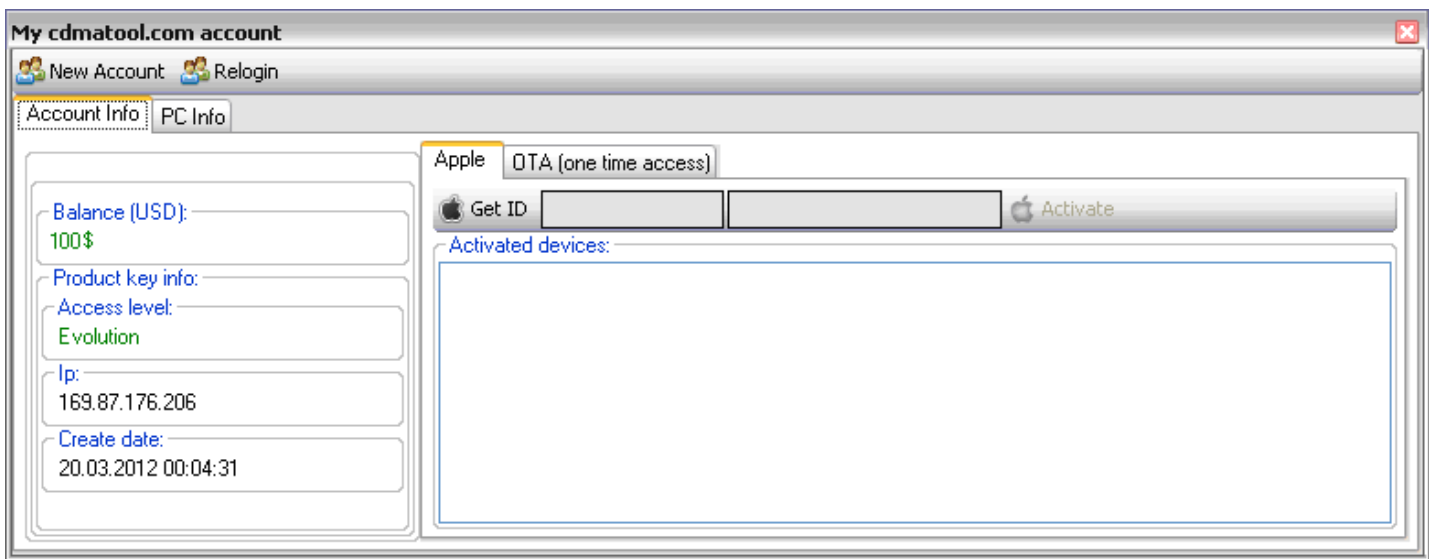 My cdmatool.com account
New Account Relogin
Account Info PC Info
Balance (USD):
100$
Product key info:
Access level:
Evolution
Ip:
169.87.176.206
Create date:
20.03.2012 00:04:31
Apple OTA (one time access)
Get ID Activate
Activated devices: